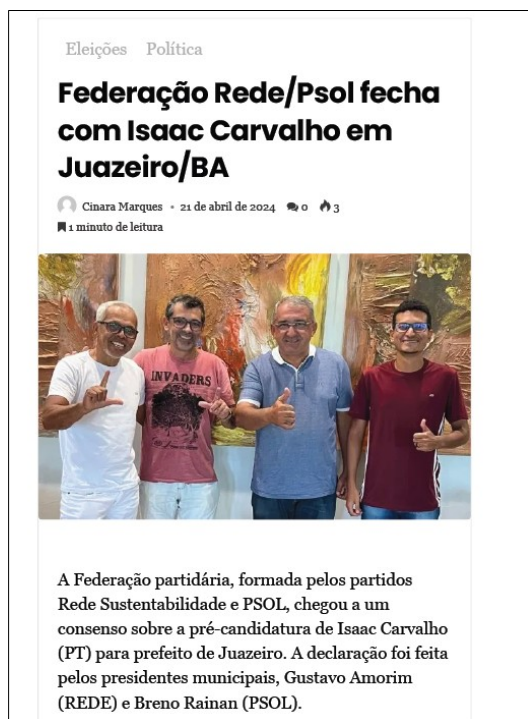 Eleições Política
Federação Rede/Psol fecha
com Isaac Carvalho em
Juazeiro/BA
Cinara Marques • 21 de abril de 2024 0 3
1 minuto de leitura
INVADERS
A Federação partidária, formada pelos partidos
Rede Sustentabilidade e PSOL, chegou a um
consenso sobre a pré-candidatura de Isaac Carvalho
(PT) para prefeito de Juazeiro. A declaração foi feita
pelos presidentes municipais, Gustavo Amorim
(REDE) e Breno Rainan (PSOL).